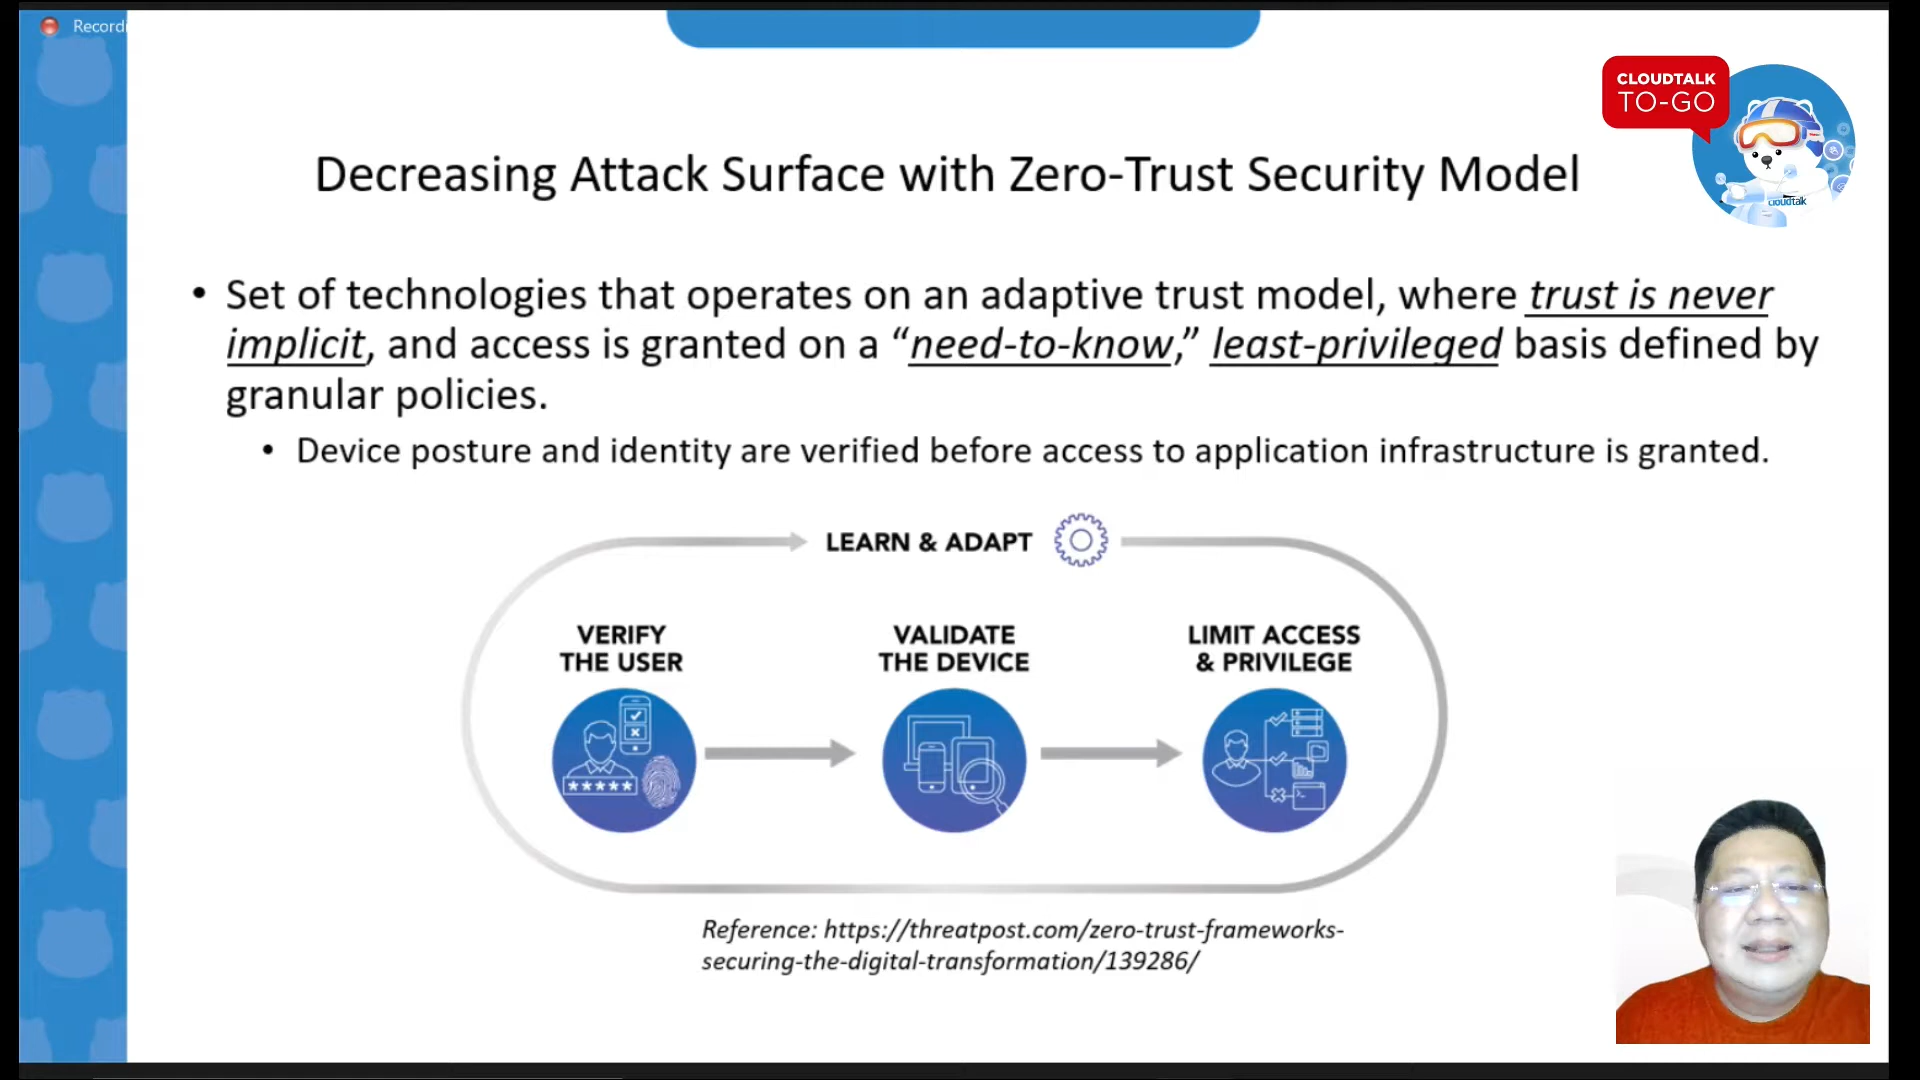 Recordi
CLOUDTALK
TO-GO
cloudtalk
Decreasing Attack Surface with Zero-Trust Security Model
• Set of technologies that operates on an adaptive trust model, where trust is never
implicit, and access is granted on a “need-to-know,” least-privileged basis defined by
granular policies.
• Device posture and identity are verified before access to application infrastructure is granted.
LEARN & ADAPT
VERIFY
THE USER
VALIDATE
THE DEVICE
LIMIT ACCESS
& PRIVILEGE
*****
Reference: https://threatpost.com/zero-trust-frameworks-
securing-the-digital-transformation/139286/